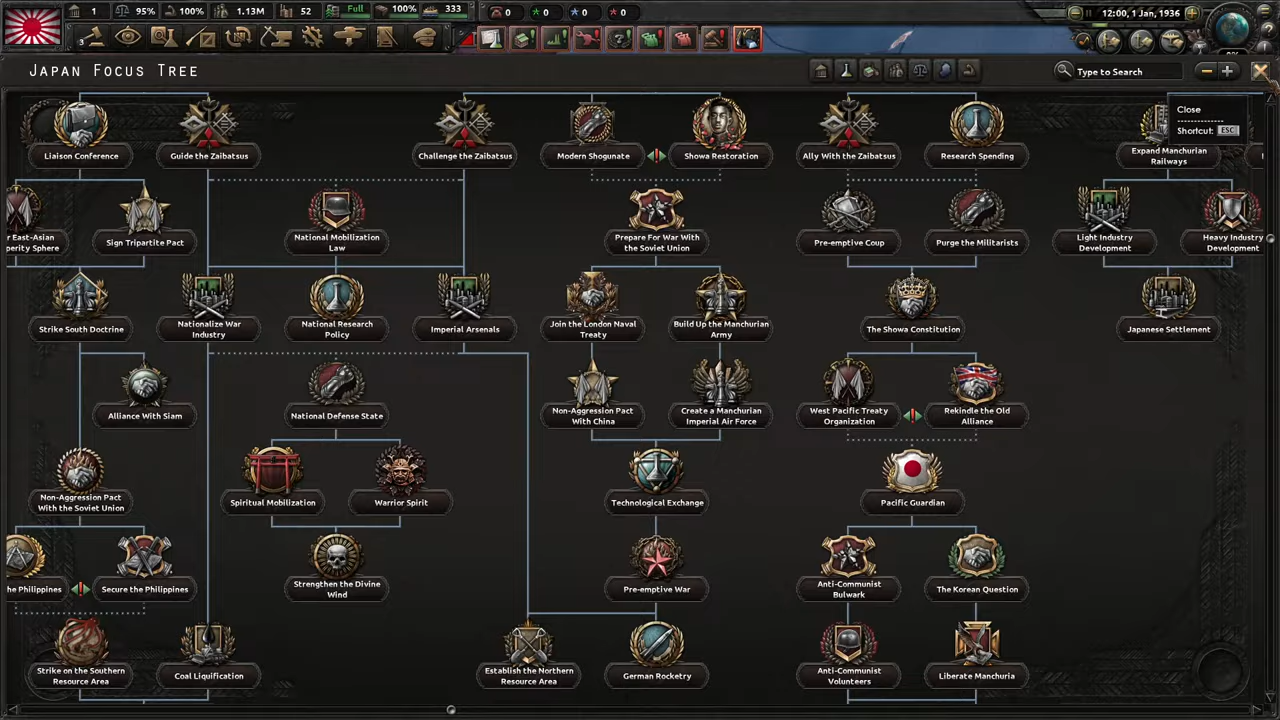 1
95%
100%
1.13M
52
Full
100%
333
0
0
0
0
12:00, 1 Jan, 1936
3
Japan Focus Tree
Type to Search
Close
Shortcut: ESC
Liaison Conference
Guide the Zaibatsus
Challenge the Zaibatsus
Modern Shogunate
Showa Restoration
Ally With the Zaibatsus
Research Spending
Expand Manchurian
Railways
r East-Asian
perity Sphere
Sign Tripartite Pact
National Mobilization
Law
Prepare For War With
the Soviet Union
Pre-emptive Coup
Purge the Militarists
Light Industry
Development
Heavy Industry
Development
Strike South Doctrine
Nationalize War
Industry
National Research
Policy
Imperial Arsenals
Join the London Naval
Treaty
Build Up the Manchurian
Army
The Showa Constitution
Japanese Settlement
Alliance With Siam
National Defense State
Non-Aggression Pact
With China
Create a Manchurian
Imperial Air Force
West Pacific Treaty
Organization
Rekindle the Old
Alliance
Non-Aggression Pact
With the Soviet Union
Spiritual Mobilization
Warrior Spirit
Technological Exchange
Pacific Guardian
he Philippines
Secure the Philippines
Strengthen the Divine
Wind
Pre-emptive War
Anti-Communist
Bulwark
The Korean Question
Strike on the Southern
Resource Area
Coal Liquification
Establish the Northern
Resource Area
German Rocketry
Anti-Communist
Volunteers
Liberate Manchuria